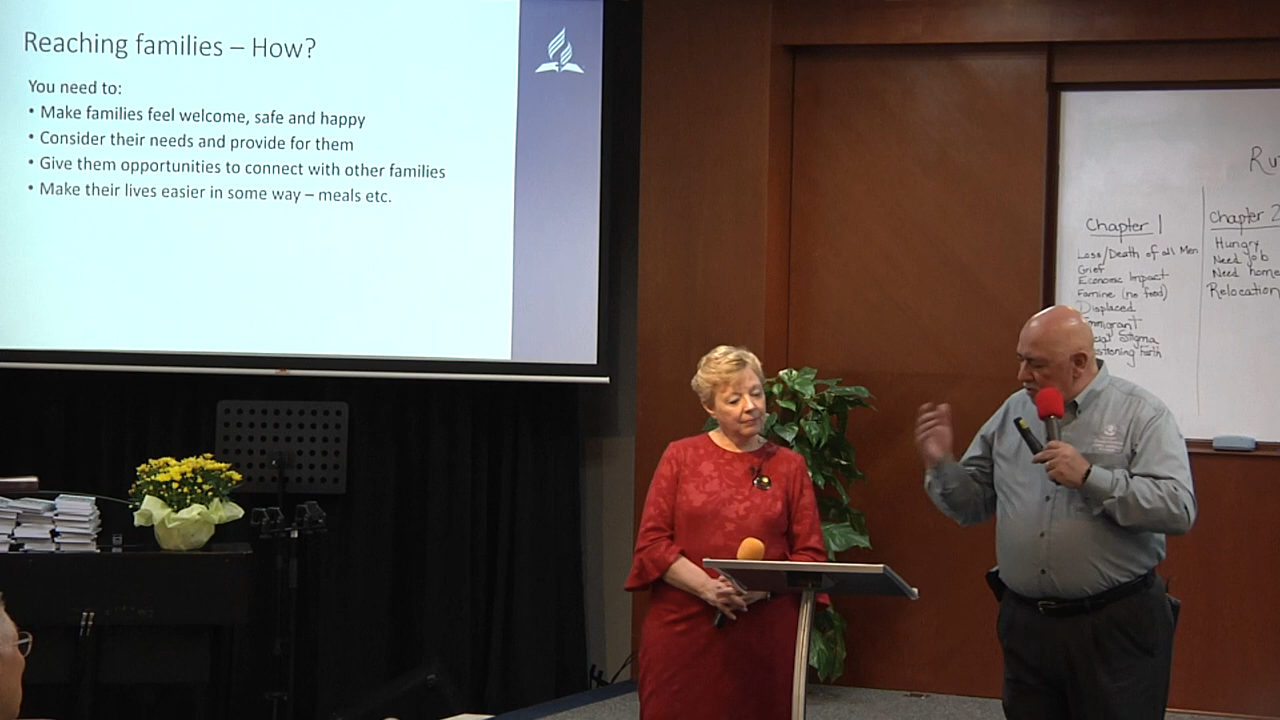 Reaching families – How?
You need to:
• Make families feel welcome, safe and happy
• Consider their needs and provide for them
• Give them opportunities to connect with other families
• Make their lives easier in some way – meals etc.
Chapter 1
Loss/Death of all Men
Grief
Economic Impact
Famine (no food)
Displaced
Chapter 2
Hungry
Need job
Need home
Relocation